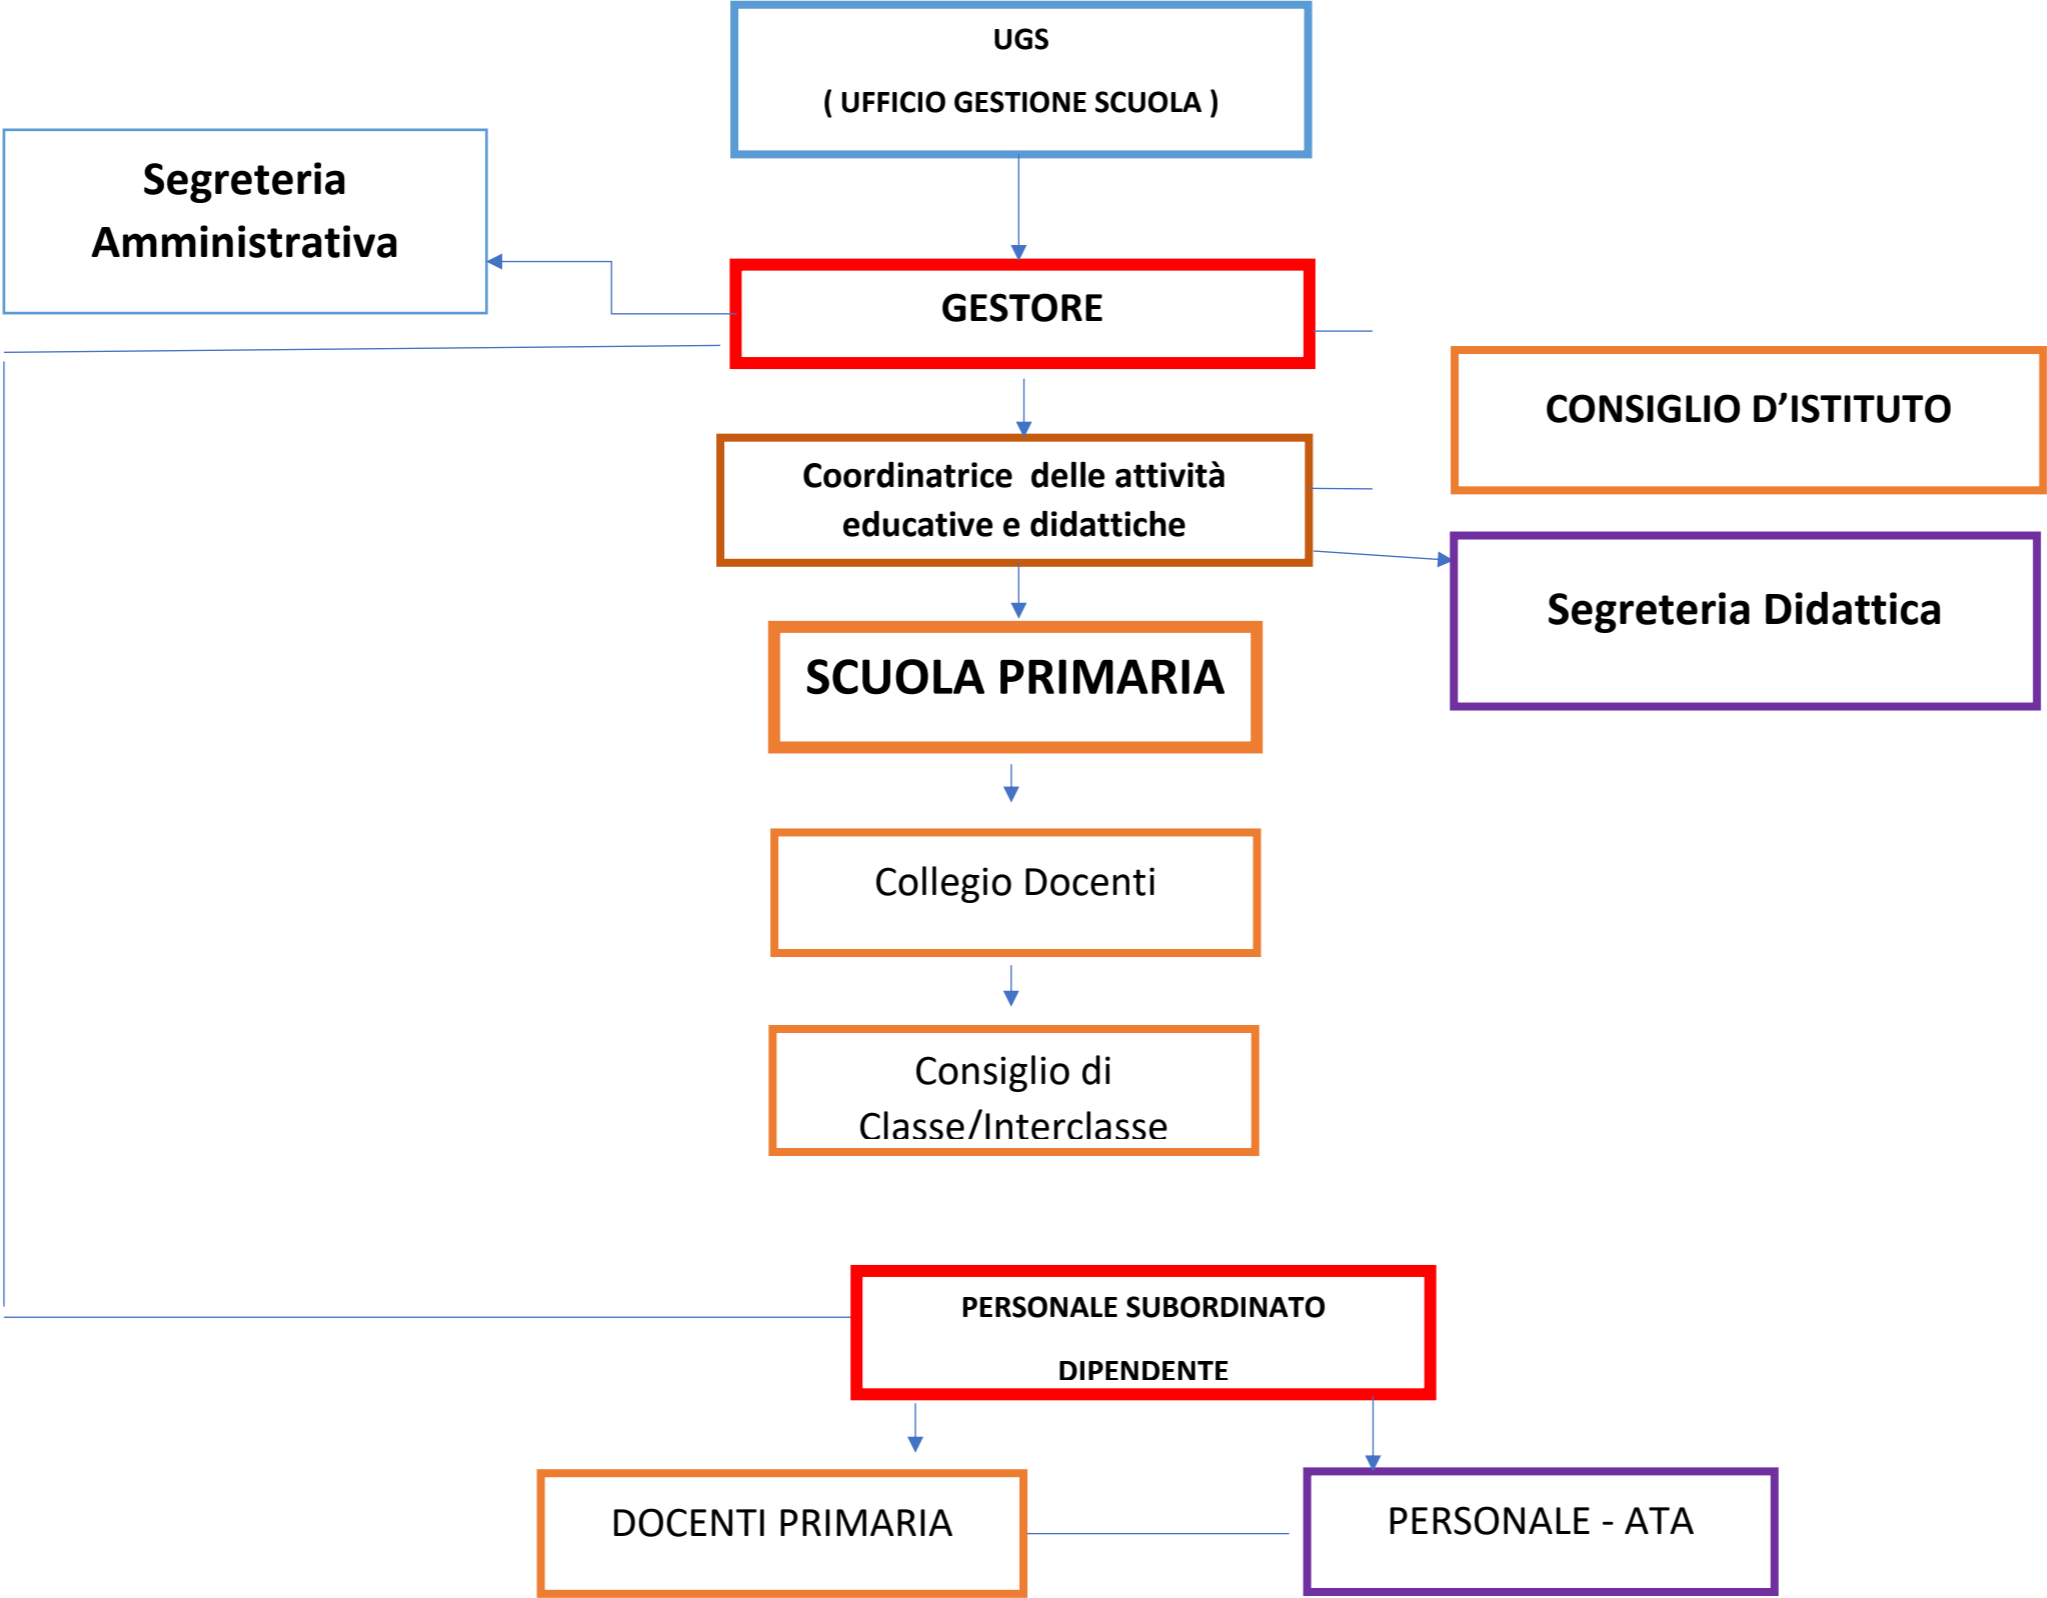 UGS
( UFFICIO GESTIONE SCUOLA )
Segreteria
Amministrativa
GESTORE
CONSIGLIO D’ISTITUTO
Coordinatrice  delle attività
educative e didattiche
Segreteria Didattica
SCUOLA PRIMARIA
Collegio Docenti
Consiglio di
Classe/Interclasse
PERSONALE SUBORDINATO
DIPENDENTE
DOCENTI PRIMARIA
PERSONALE - ATA